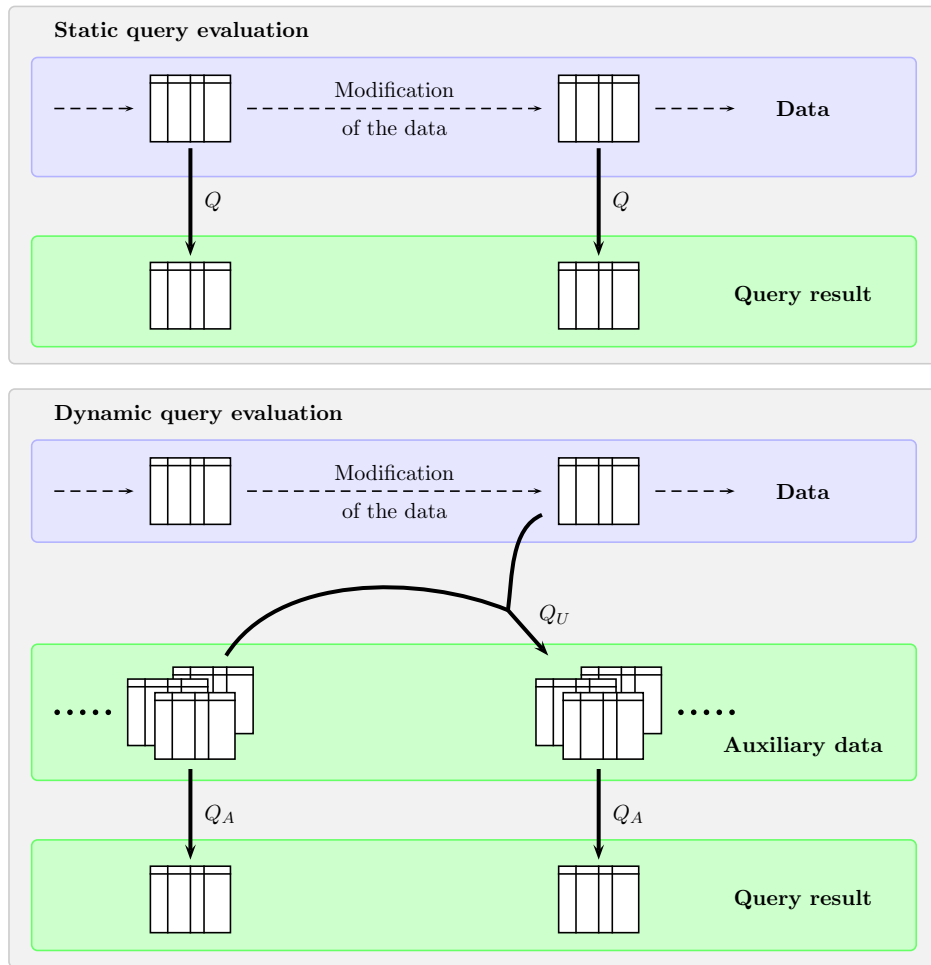 Static query evaluation
Modification
of the data
Data
Q
Q
Query result
Dynamic query evaluation
Modification
of the data
Data
Q_U
Auxiliary data
Q_A
Q_A
Query result